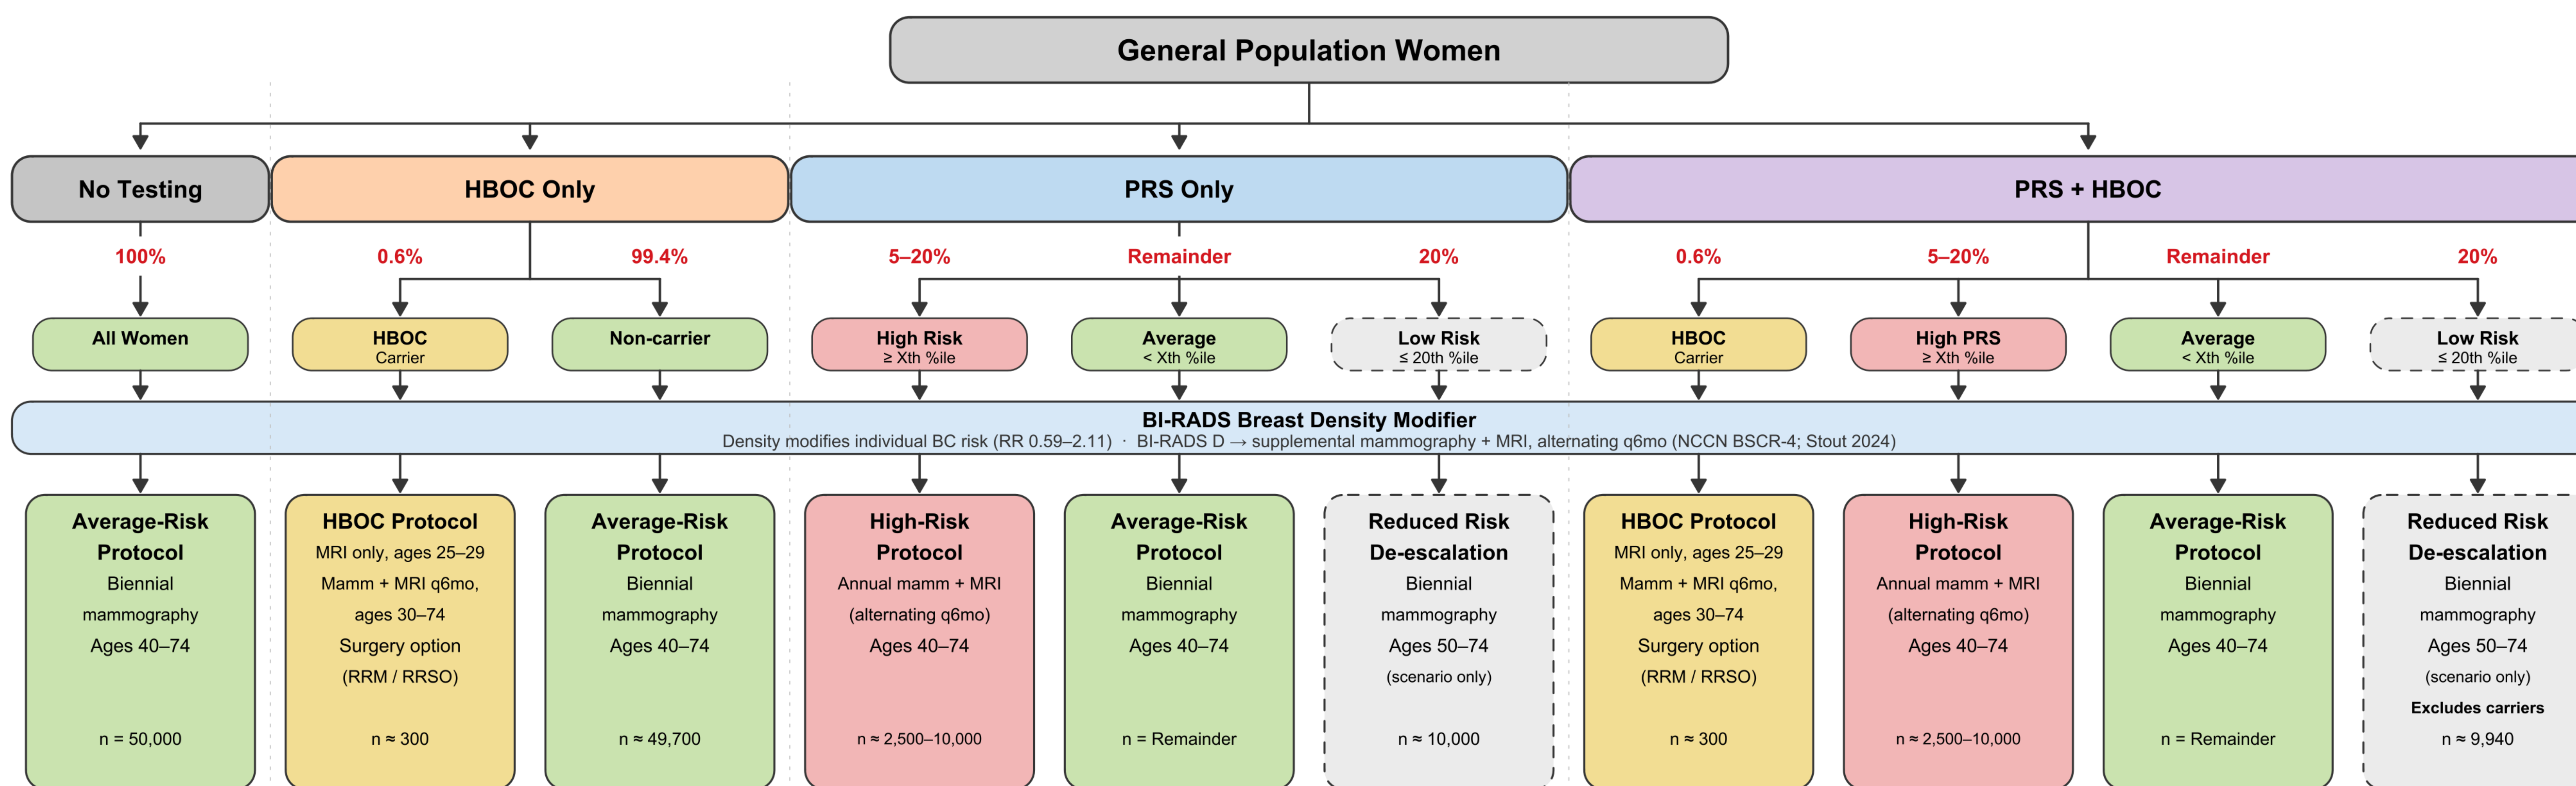 General Population Women
No Testing
HBOC Only
PRS Only
PRS + HBOC
100%
0.6%
99.4%
5–20%
Remainder
20%
0.6%
5–20%
Remainder
20%
All Women
HBOC
Carrier
Non-carrier
High Risk
≥ Xth %ile
Average
< Xth %ile
Low Risk
≤ 20th %ile
HBOC
Carrier
High PRS
≥ Xth %ile
Average
< Xth %ile
Low Risk
≤ 20th %ile
BI-RADS Breast Density Modifier
Density modifies individual BC risk (RR 0.59–2.11) · BI-RADS D → supplemental mammography + MRI, alternating q6mo (NCCN BSCR-4; Stout 2024)
Average-Risk
Protocol
Biennial
mammography
Ages 40–74
n = 50,000
HBOC Protocol
MRI only, ages 25–29
Mamm + MRI q6mo,
ages 30–74
Surgery option
(RRM / RRSO)
n ≈ 300
Average-Risk
Protocol
Biennial
mammography
Ages 40–74
n ≈ 49,700
High-Risk
Protocol
Annual mamm + MRI
(alternating q6mo)
Ages 40–74
n ≈ 2,500–10,000
Average-Risk
Protocol
Biennial
mammography
Ages 40–74
n = Remainder
Reduced Risk
De-escalation
Biennial
mammography
Ages 50–74
(scenario only)
n ≈ 10,000
HBOC Protocol
MRI only, ages 25–29
Mamm + MRI q6mo,
ages 30–74
Surgery option
(RRM / RRSO)
n ≈ 300
High-Risk
Protocol
Annual mamm + MRI
(alternating q6mo)
Ages 40–74
n ≈ 2,500–10,000
Average-Risk
Protocol
Biennial
mammography
Ages 40–74
n = Remainder
Reduced Risk
De-escalation
Biennial
mammography
Ages 50–74
(scenario only)
Excludes carriers
n ≈ 9,940